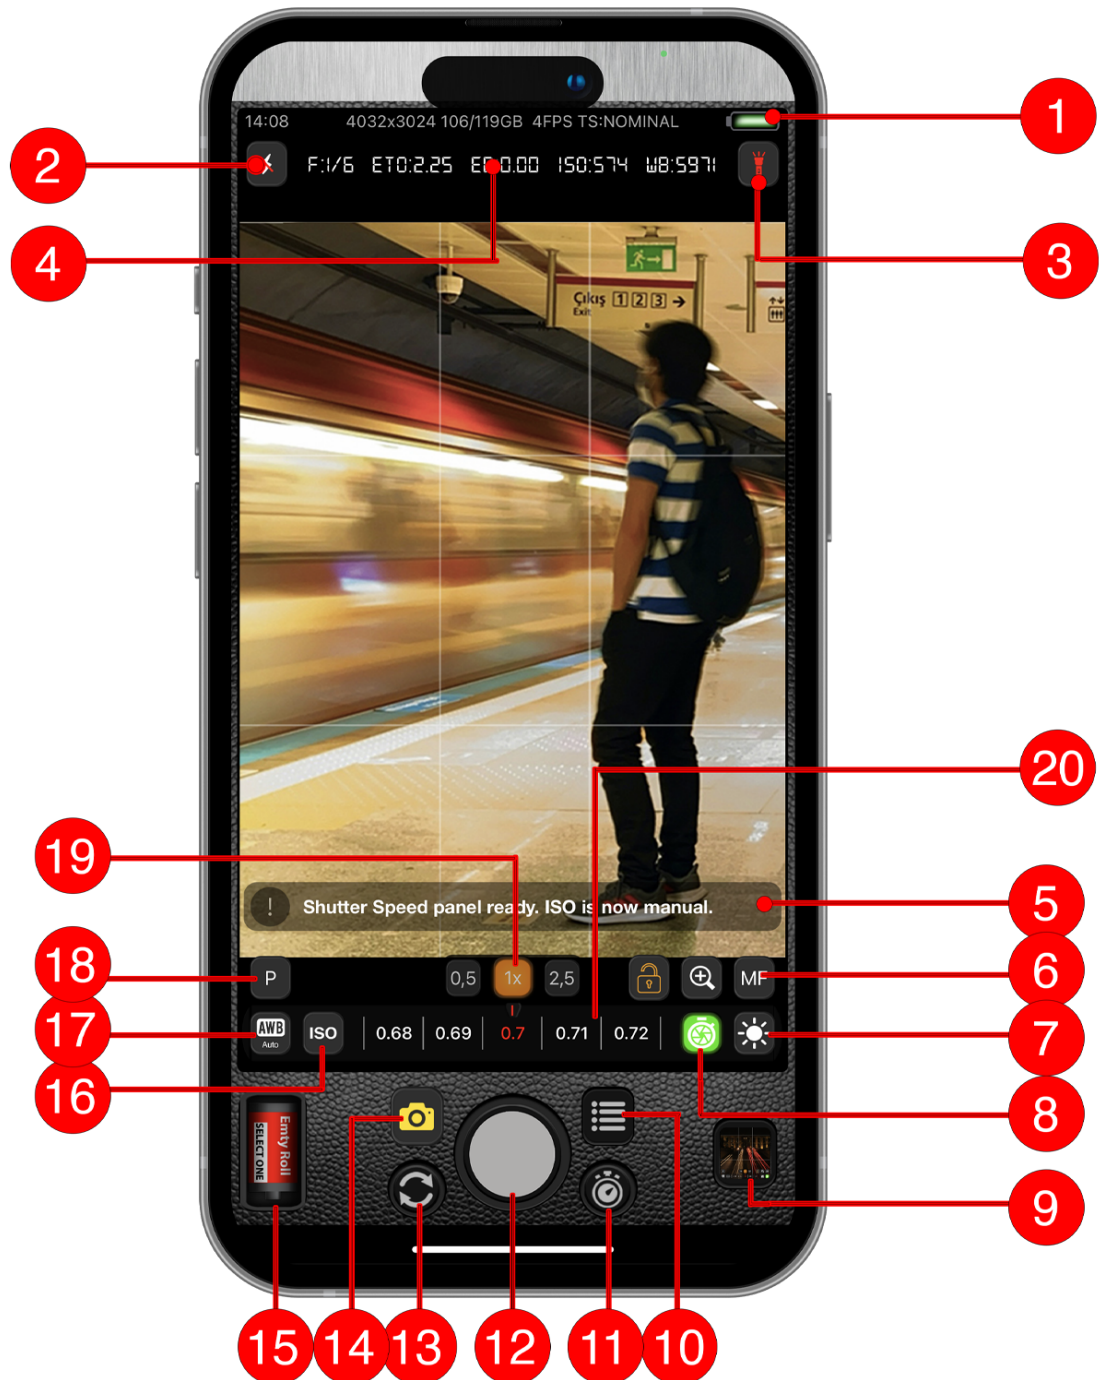 14:08 4032x3024 106/119GB 4FPS TS:NOMINAL
1
2
F:1/6 ET0:2.25 E0:0.00 ISO:574 WB:5971
3
4
Çıkış 1 2 3 →
Exit
20
19
! Shutter Speed panel ready. ISO is now manual.
5
18
P 0,5 1x 2,5 MF
6
17
AWB
Auto
ISO 0.68 0.69 0.7 0.71 0.72
7
16
8
Emty Roll
SELECT ONE
9
15 14 13 12 11 10